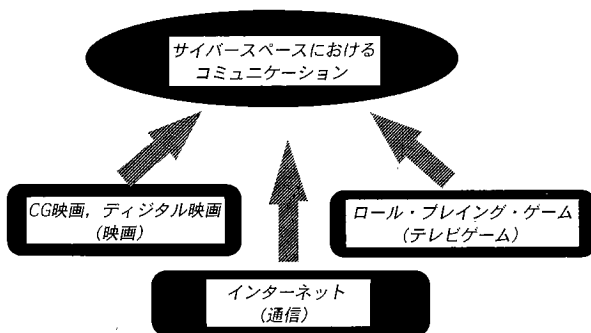 サイバースペースにおける
コミュニケーション
CG映画，ディジタル映画
(映画)
ロール・プレイング・ゲーム
(テレビゲーム)
インターネット
(通信)